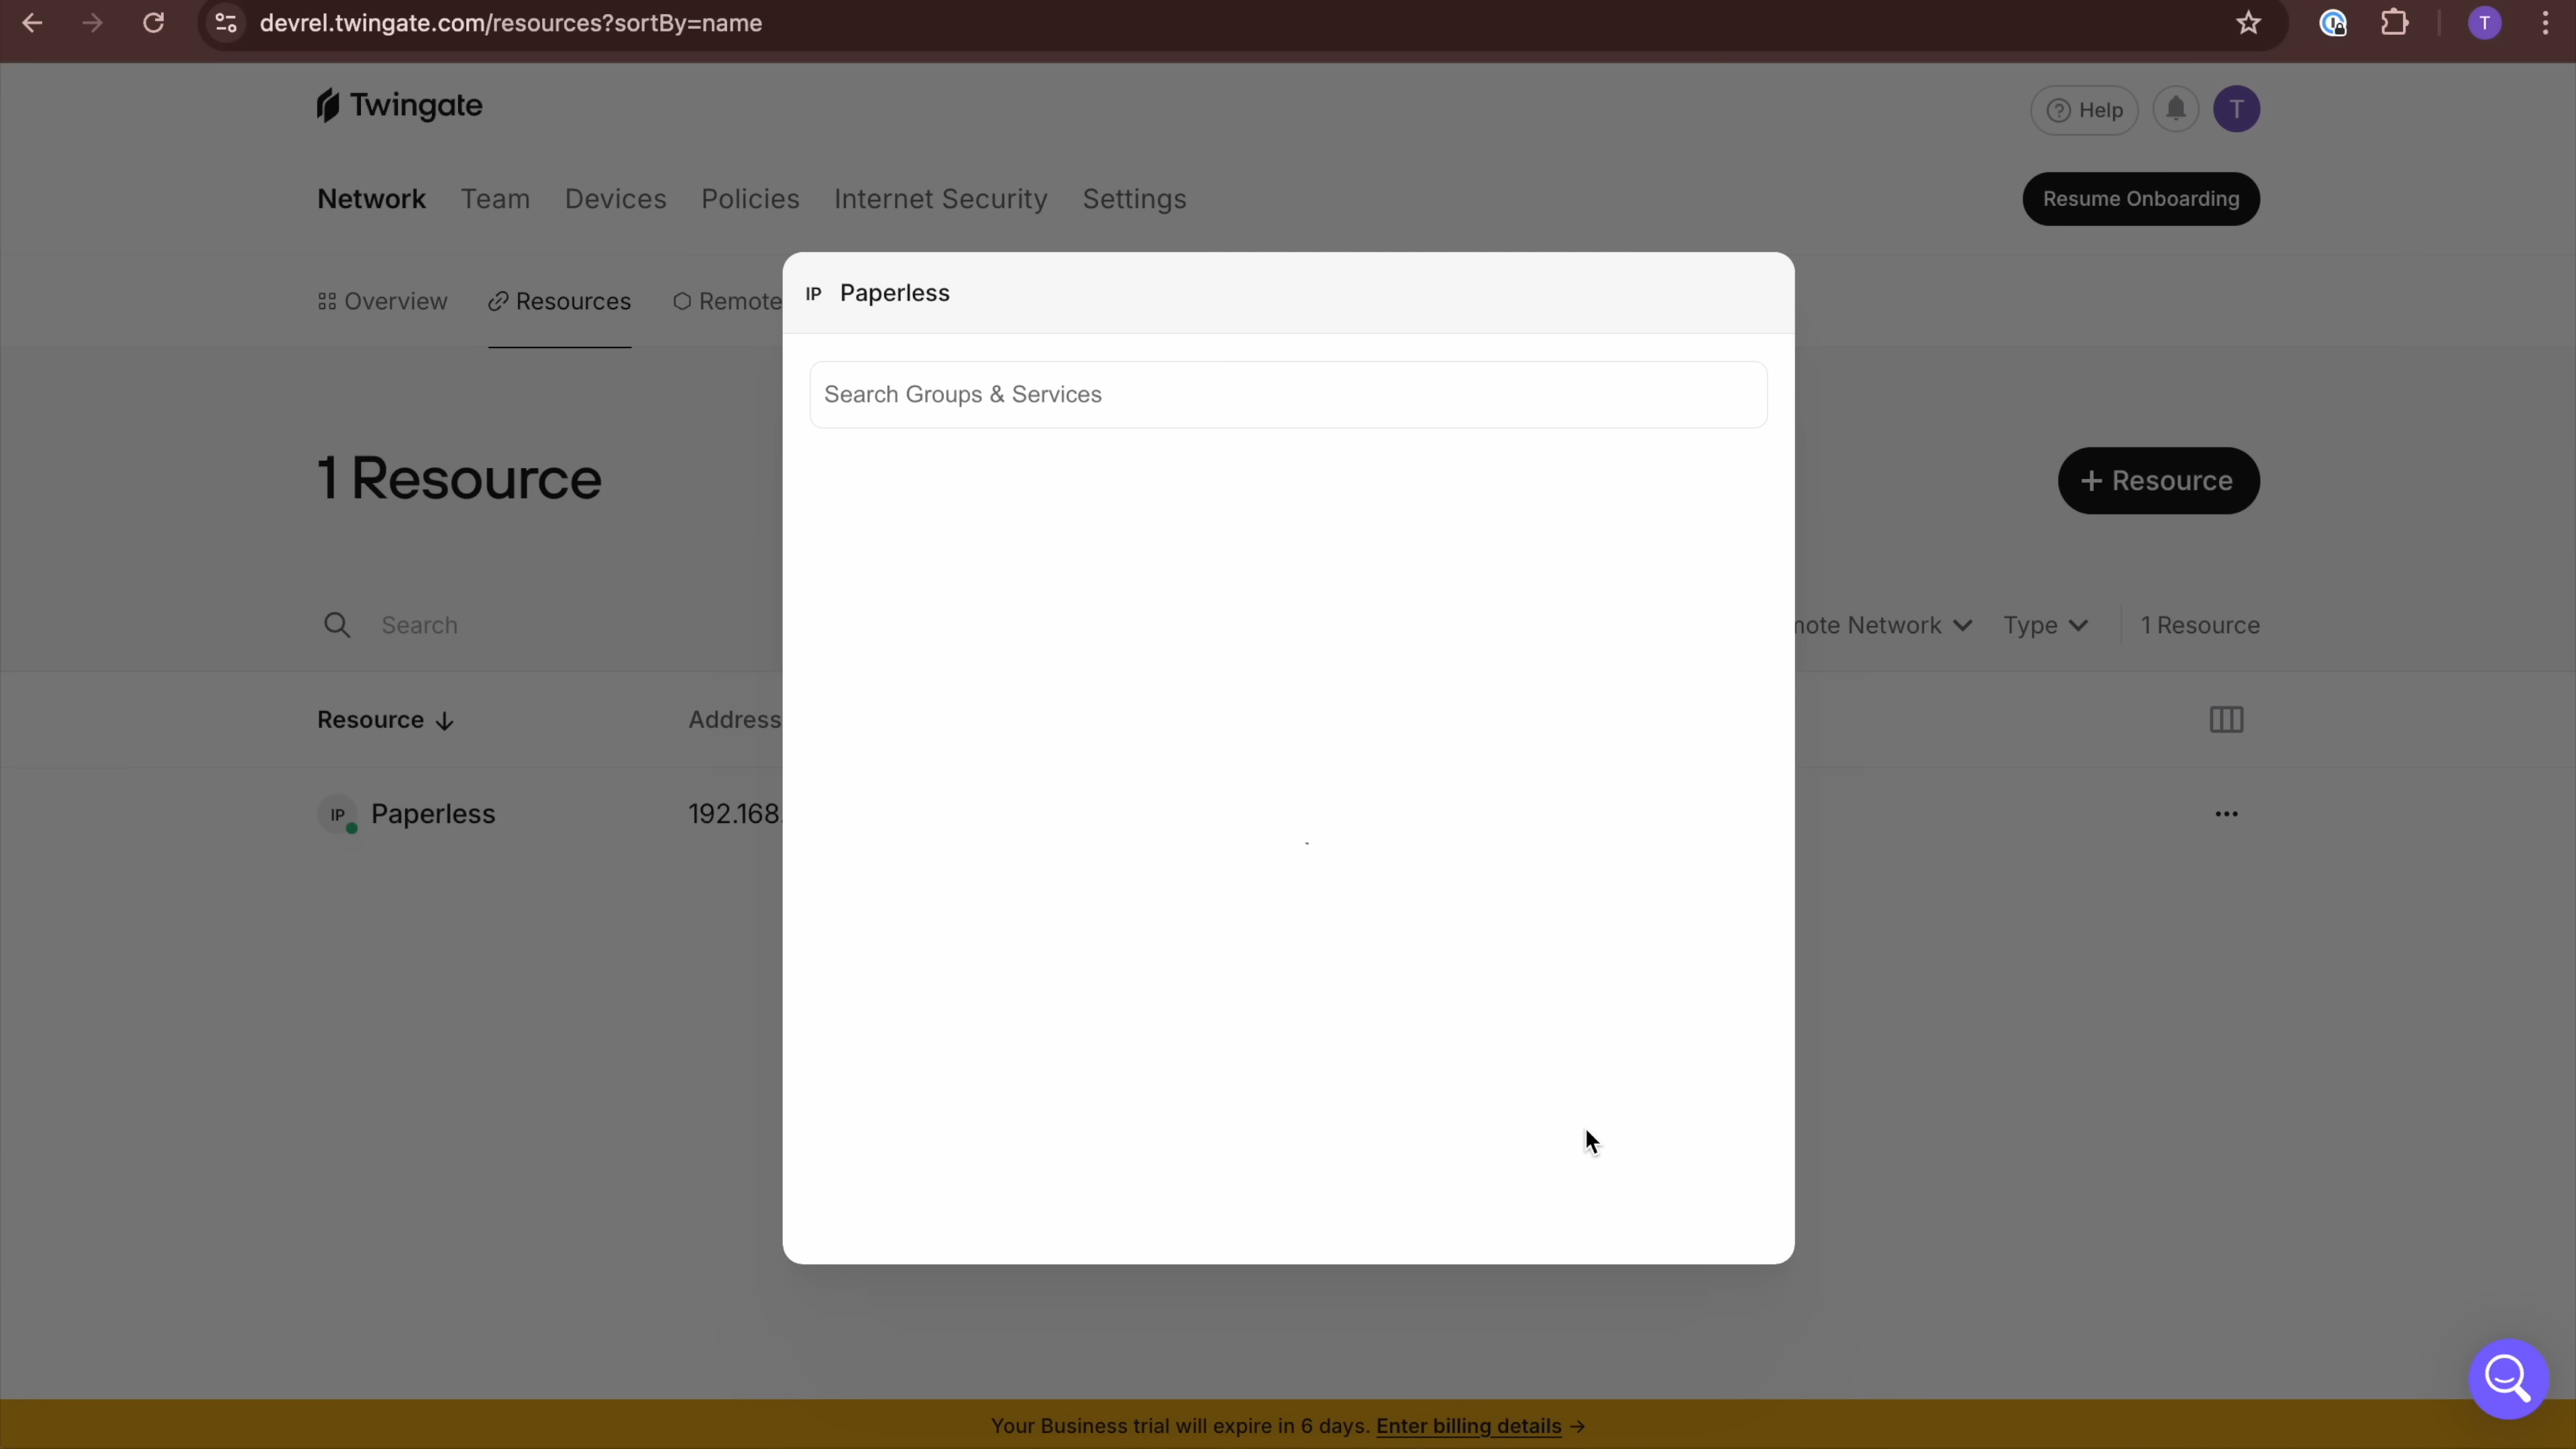 devrel.twingate.com/resources?sortBy=name
T
Twingate
Help
T
Network Team Devices Policies Internet Security Settings
Resume Onboarding
Overview Resources Remote
IP Paperless
Search Groups & Services
1 Resource
+ Resource
Search
Network Type 1 Resource
Resource Address
IP Paperless 192.168.
Your Business trial will expire in 6 days. Enter billing details →